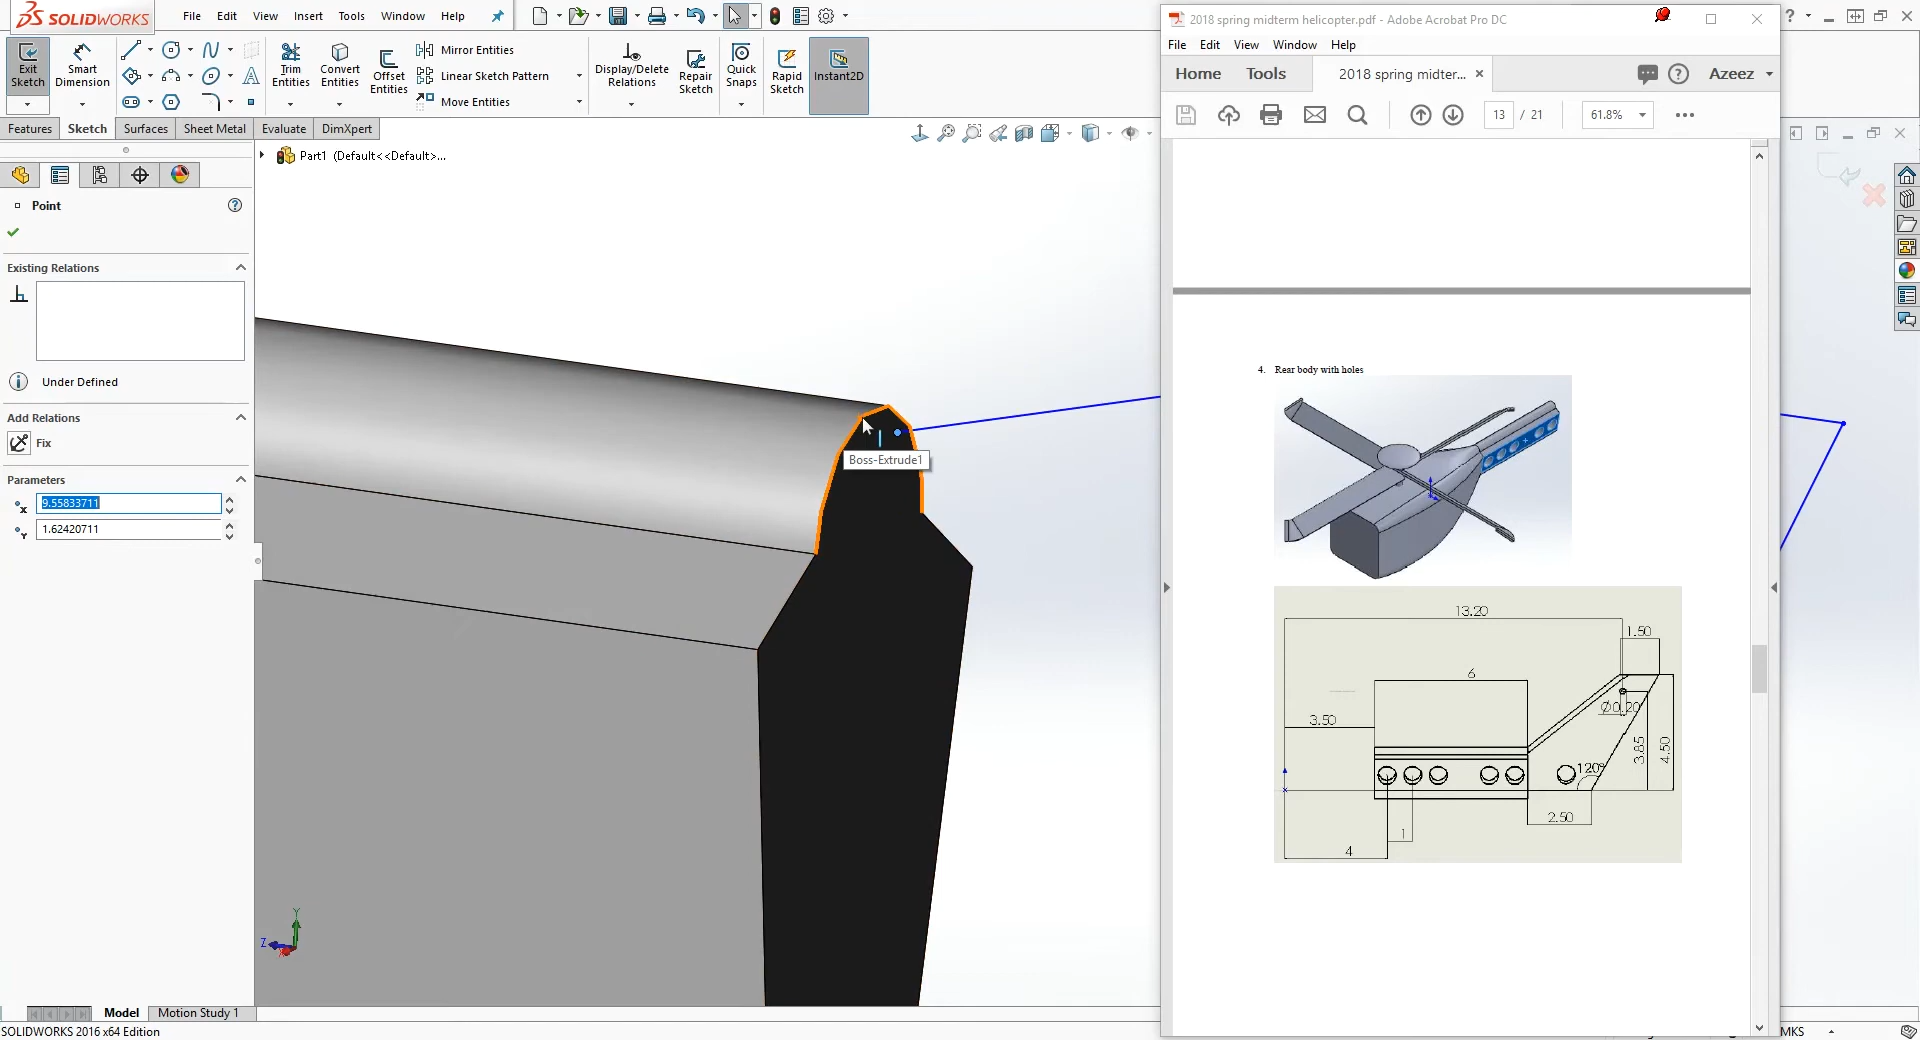 SOLIDWORKS
File Edit View Insert Tools Window Help
Exit Sketch
Smart Dimension
Trim Entities
Convert Entities
Offset Entities
Mirror Entities
Linear Sketch Pattern
Move Entities
Display/Delete Relations
Repair Sketch
Quick Snaps
Rapid Sketch
Instant2D
Features Sketch Surfaces Sheet Metal Evaluate DimXpert
Part1 (Default<<Default>...
Point
Existing Relations
Under Defined
Add Relations
Fix
Parameters
9.55833711
1.62420711
Boss-Extrude1
Y
Z
Model Motion Study 1
SOLIDWORKS 2016 x64 Edition
MKS
2018 spring midterm helicopter.pdf - Adobe Acrobat Pro DC
File Edit View Window Help
Home Tools 2018 spring midter... × Azeez
13 / 21 61.8%
4. Rear body with holes
13.20
1.50
6
3.50
Ø0.20
3.85
4.50
120°
2.50
1
4